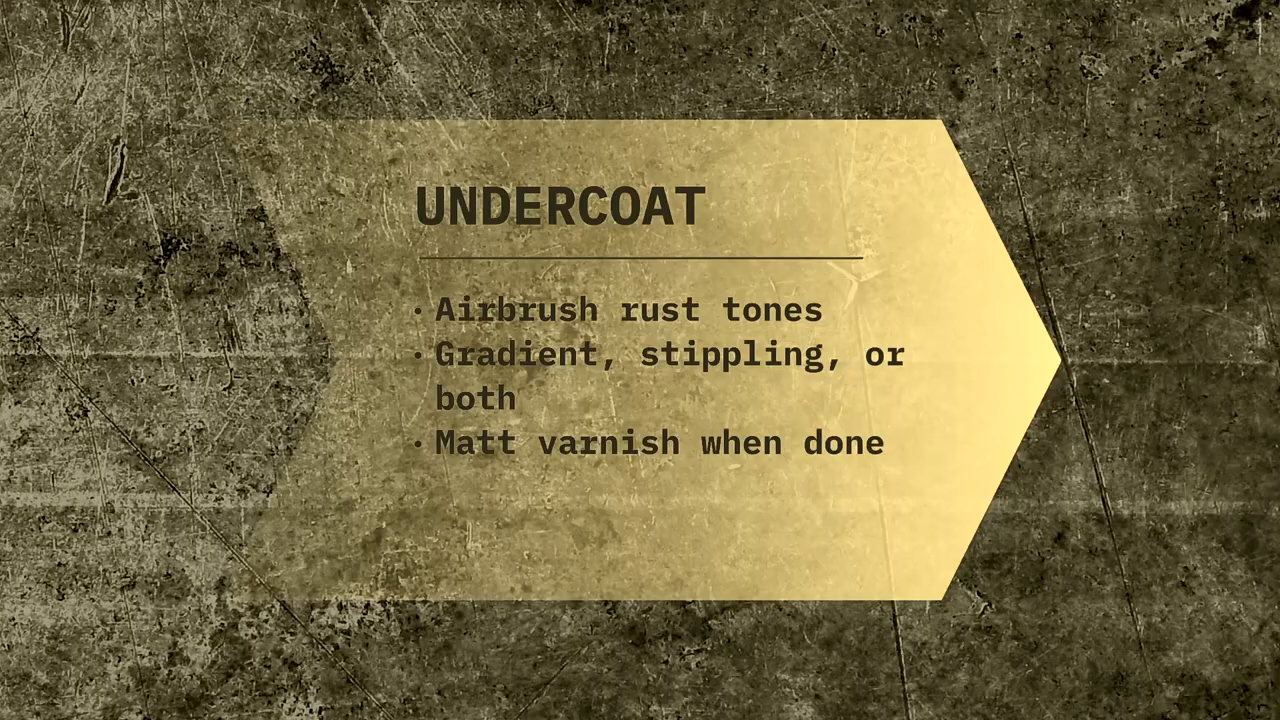 UNDERCOAT
· Airbrush rust tones
· Gradient, stippling, or
both
· Matt varnish when done